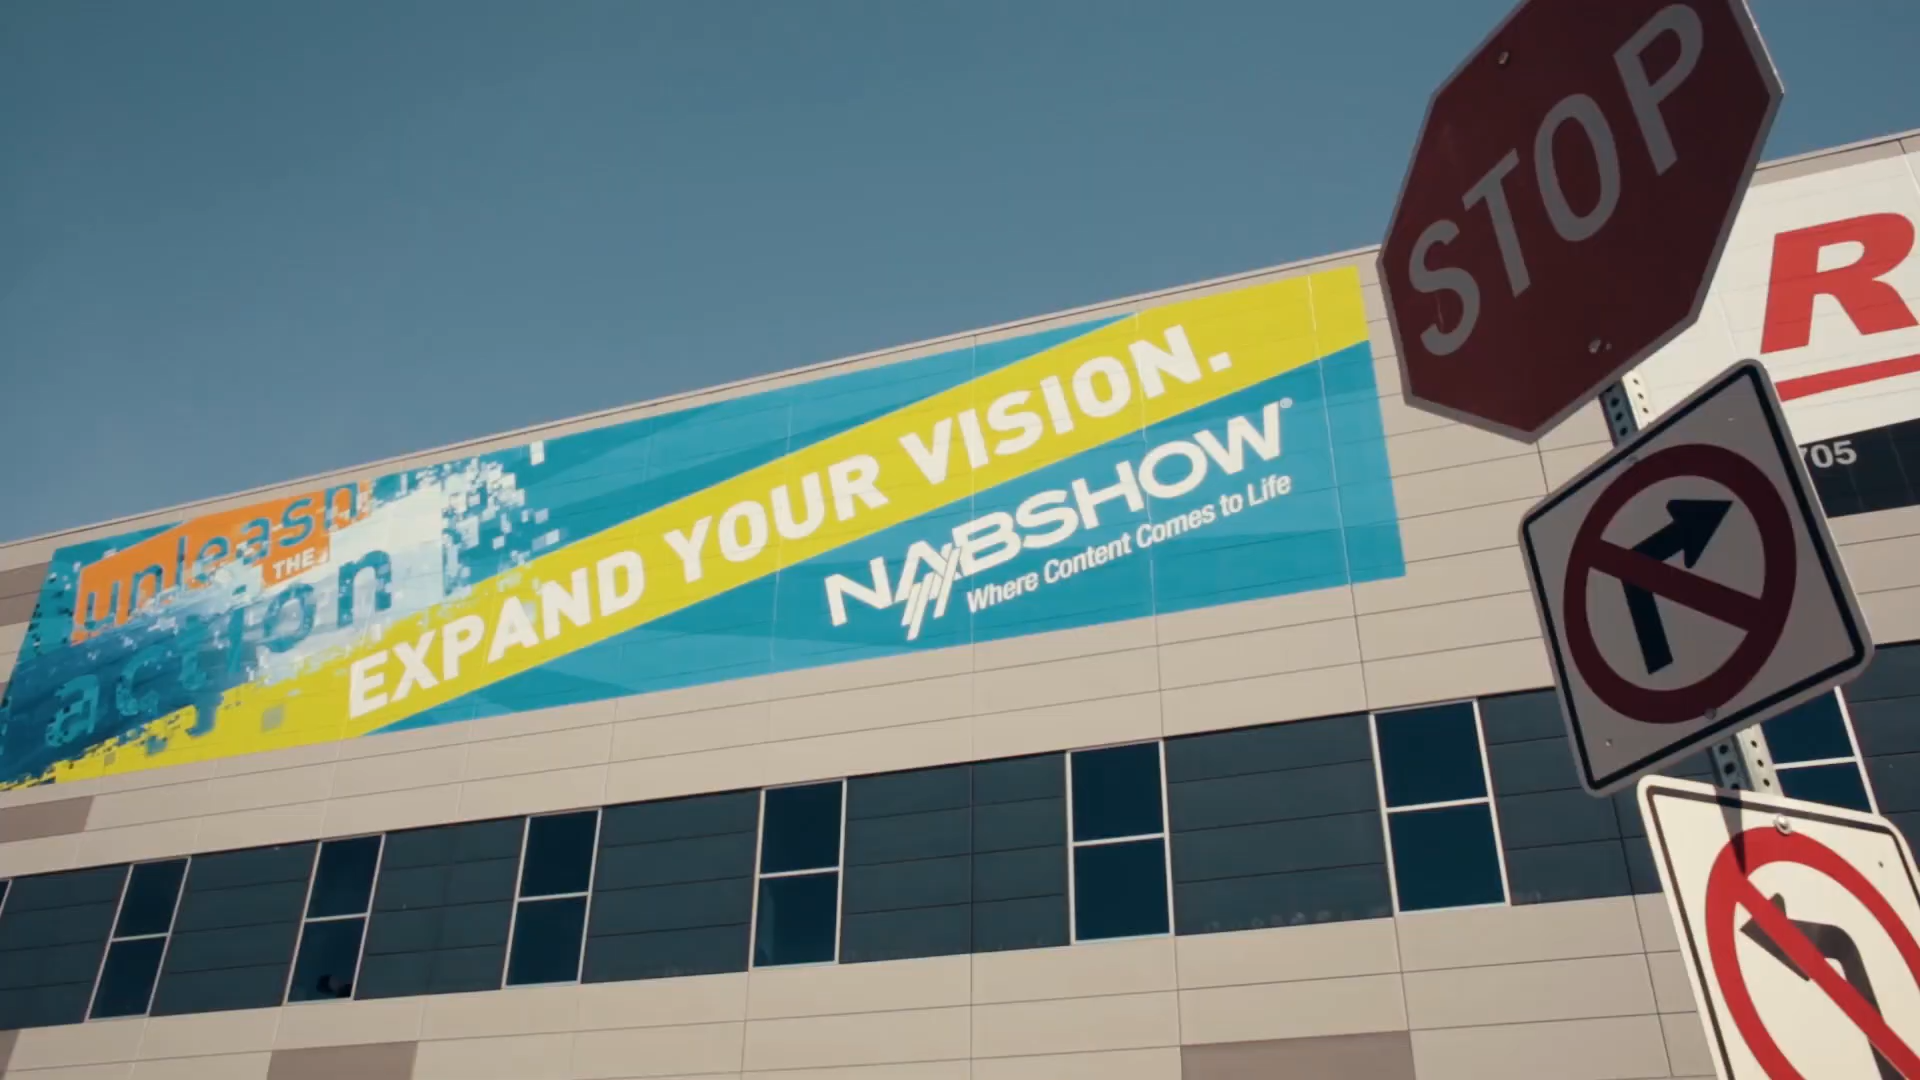 unleash
THE
action
EXPAND YOUR VISION.
NABSHOW®
Where Content Comes to Life
STOP
R
705